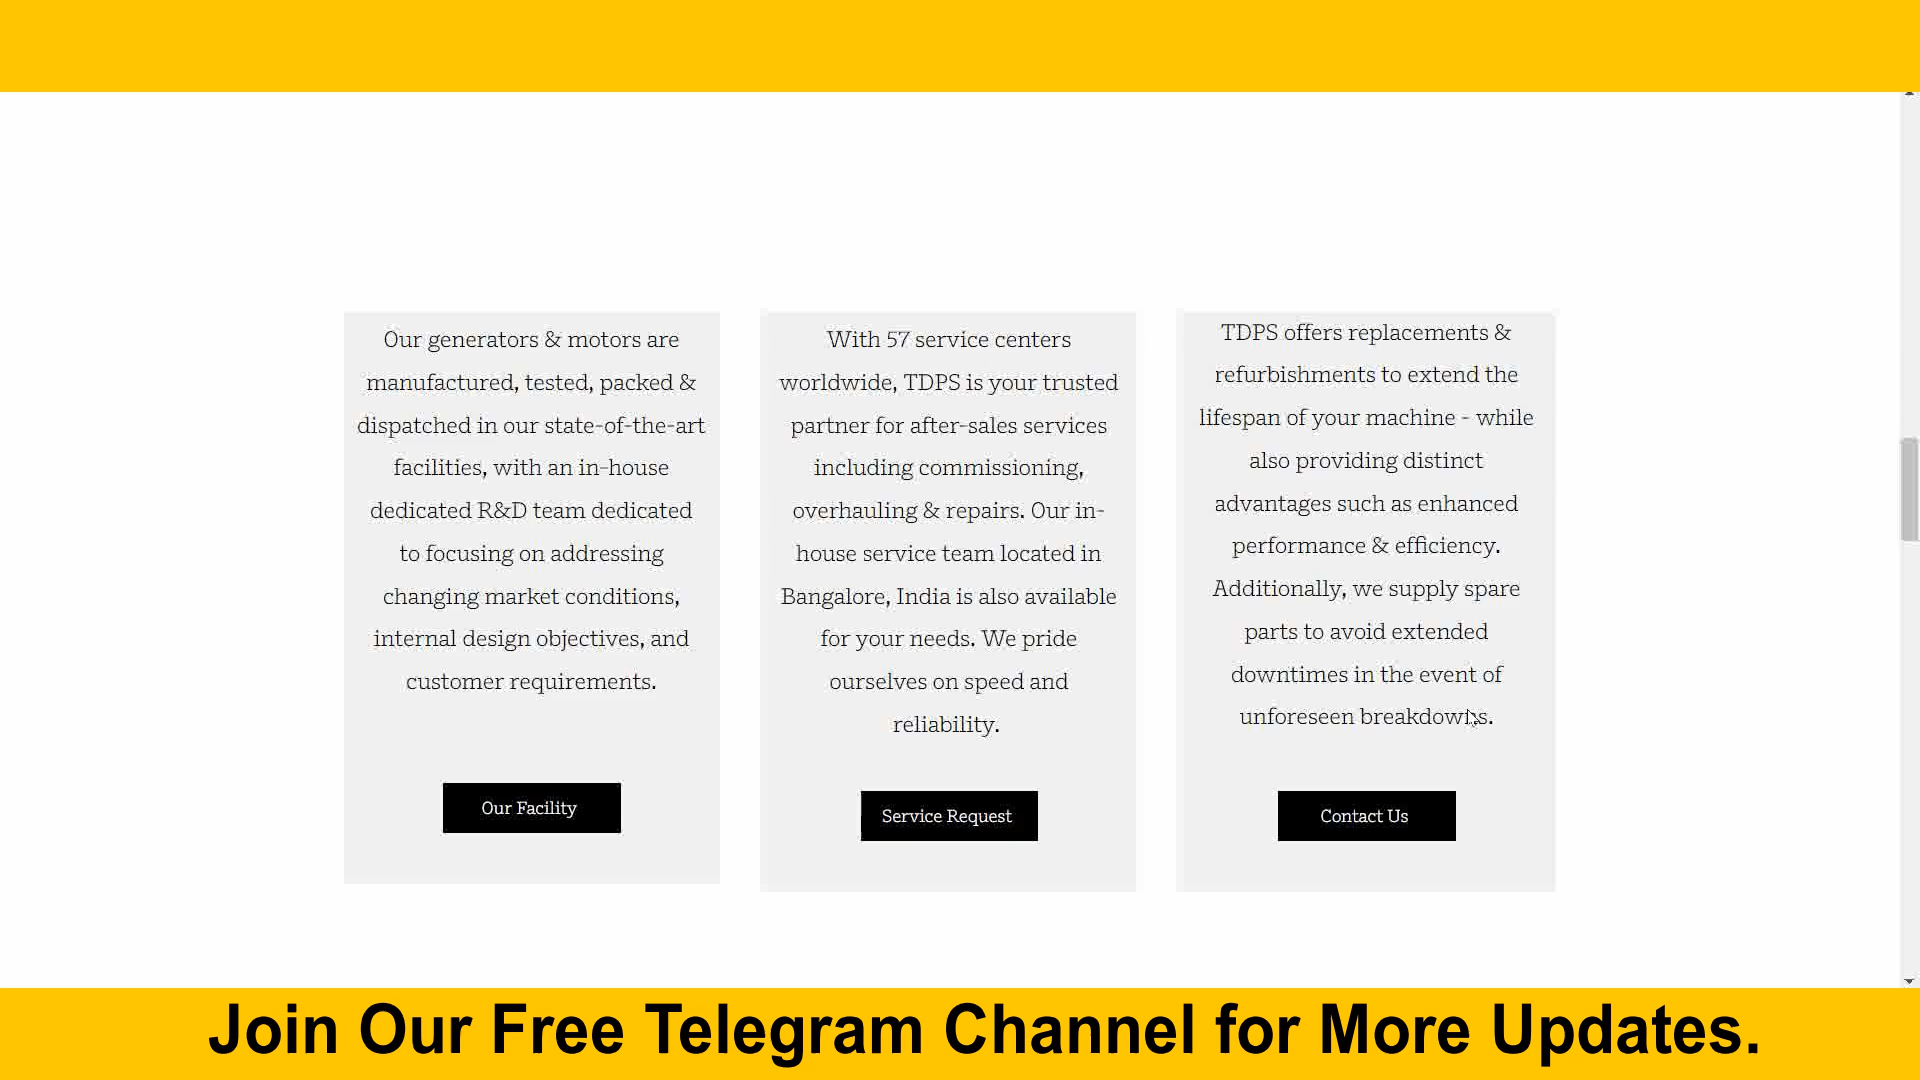 Our generators & motors are
manufactured, tested, packed &
dispatched in our state-of-the-art
facilities, with an in-house
dedicated R&D team dedicated
to focusing on addressing
changing market conditions,
internal design objectives, and
customer requirements.
Our Facility
With 57 service centers
worldwide, TDPS is your trusted
partner for after-sales services
including commissioning,
overhauling & repairs. Our in-
house service team located in
Bangalore, India is also available
for your needs. We pride
ourselves on speed and
reliability.
Service Request
TDPS offers replacements &
refurbishments to extend the
lifespan of your machine - while
also providing distinct
advantages such as enhanced
performance & efficiency.
Additionally, we supply spare
parts to avoid extended
downtimes in the event of
unforeseen breakdowns.
Contact Us
Join Our Free Telegram Channel for More Updates.